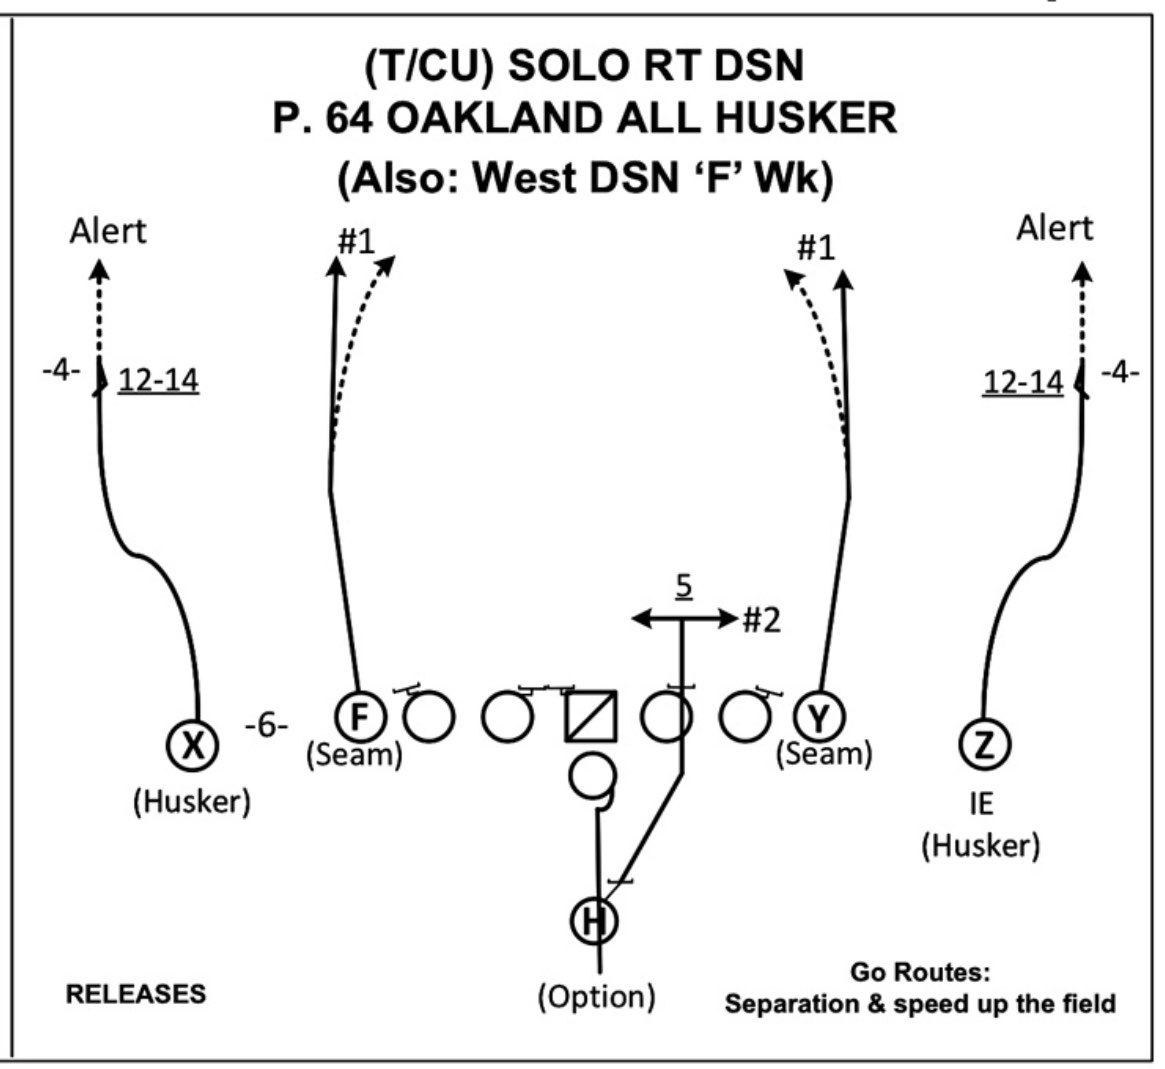 (T/CU) SOLO RT DSN
P. 64 OAKLAND ALL HUSKER
(Also: West DSN ‘F’ Wk)
Alert
Alert
#1
#1
-4-
12-14
12-14
-4-
5
#2
X
-6-
F
Y
Z
(Seam)
(Seam)
(Husker)
IE
(Husker)
H
(Option)
RELEASES
Go Routes:
Separation & speed up the field